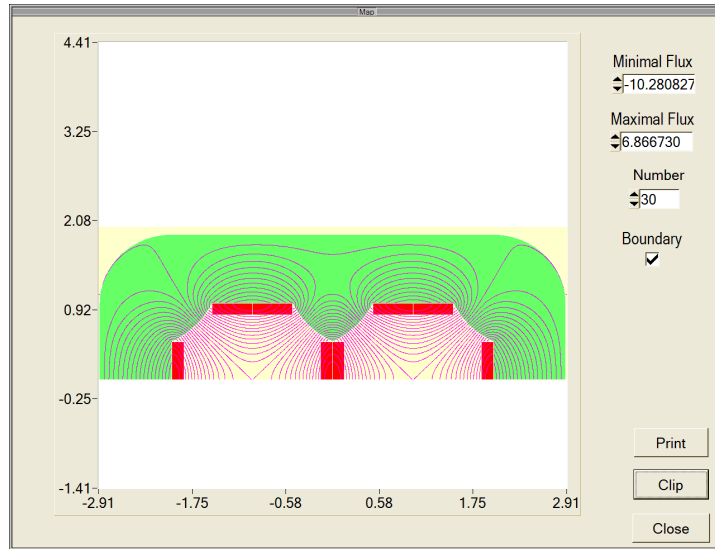 Map
4.41
3.25
2.08
0.92
-0.25
-1.41
-2.91 -1.75 -0.58 0.58 1.75 2.91
Minimal Flux
-10.280827
Maximal Flux
6.866730
Number
30
Boundary
Print
Clip
Close